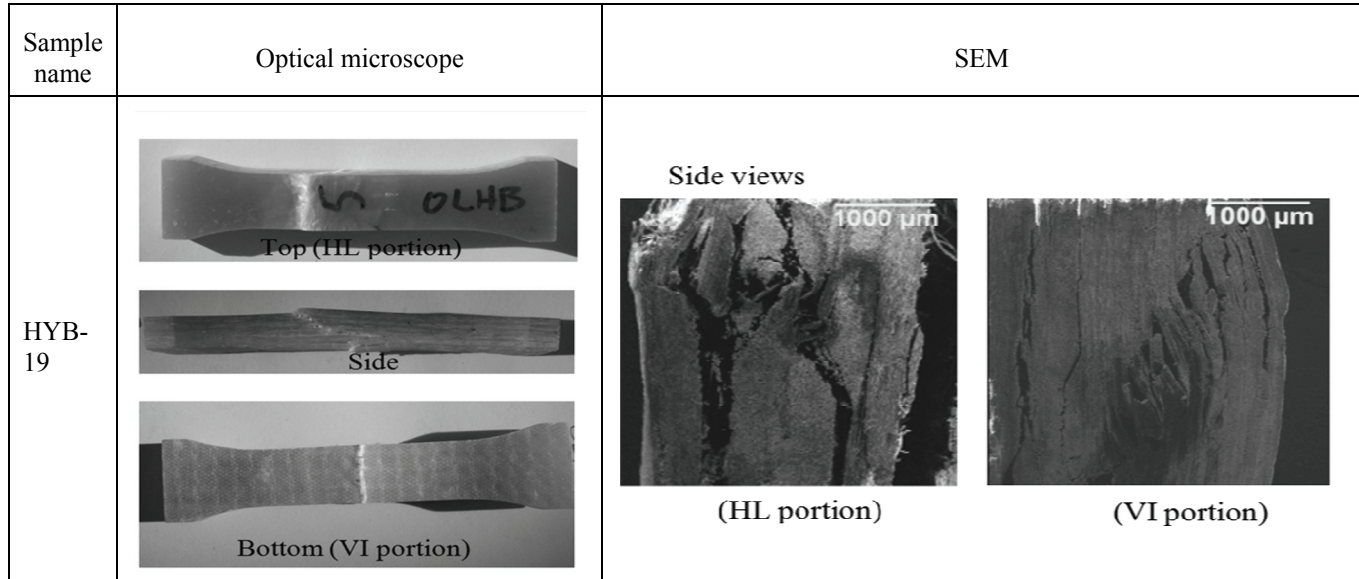 Sample
name
Optical microscope
SEM
HYB-
19
OLHB
Top (HL portion)
Side
Bottom (VI portion)
Side views
1000 µm
1000 µm
(HL portion)
(VI portion)